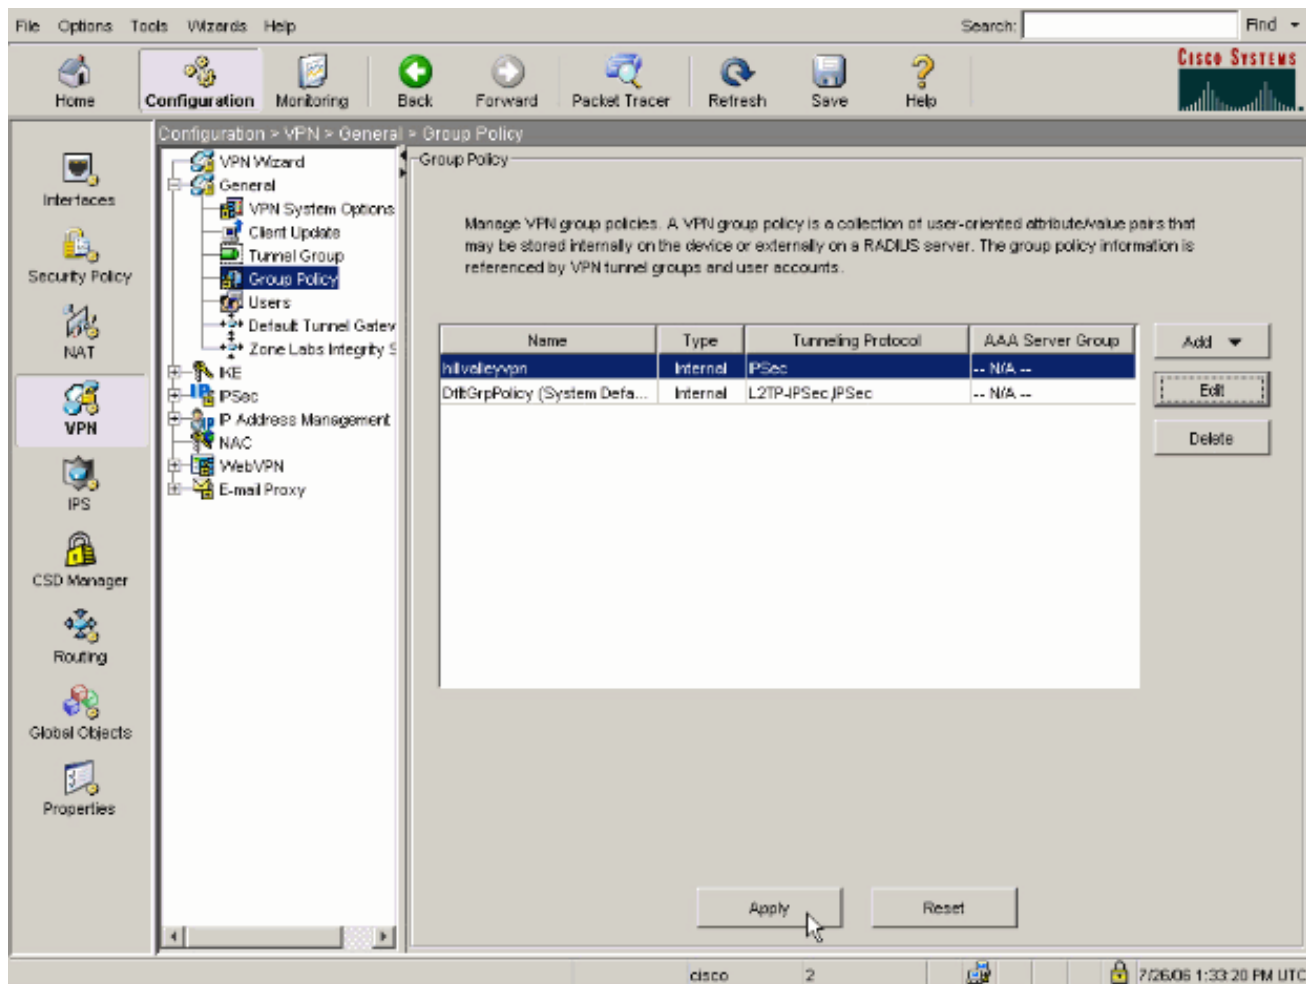 File Options Tools Wizards Help Search: Find
Home Configuration Monitoring Back Forward Packet Tracer Refresh Save Help
CISCO SYSTEMS
Configuration > VPN > General > Group Policy
Interfaces
Security Policy
NAT
VPN
IPS
CSD Manager
Routing
Global Objects
Properties
VPN Wizard
General
VPN System Options
Client Update
Tunnel Group
Group Policy
Users
Default Tunnel Gatew
Zone Labs Integrity S
IKE
IPSec
IP Address Management
NAC
WebVPN
E-mail Proxy
Group Policy
Manage VPN group policies. A VPN group policy is a collection of user-oriented attribute/value pairs that
may be stored internally on the device or externally on a RADIUS server. The group policy information is
referenced by VPN tunnel groups and user accounts.
Name Type Tunneling Protocol AAA Server Group
hillvalleyvpn Internal IPSec -- N/A --
DfltGrpPolicy (System Defa... Internal L2TP-IPSec,IPSec -- N/A --
Add
Edit
Delete
Apply Reset
cisco 2 7/26/06 1:33:20 PM UTC